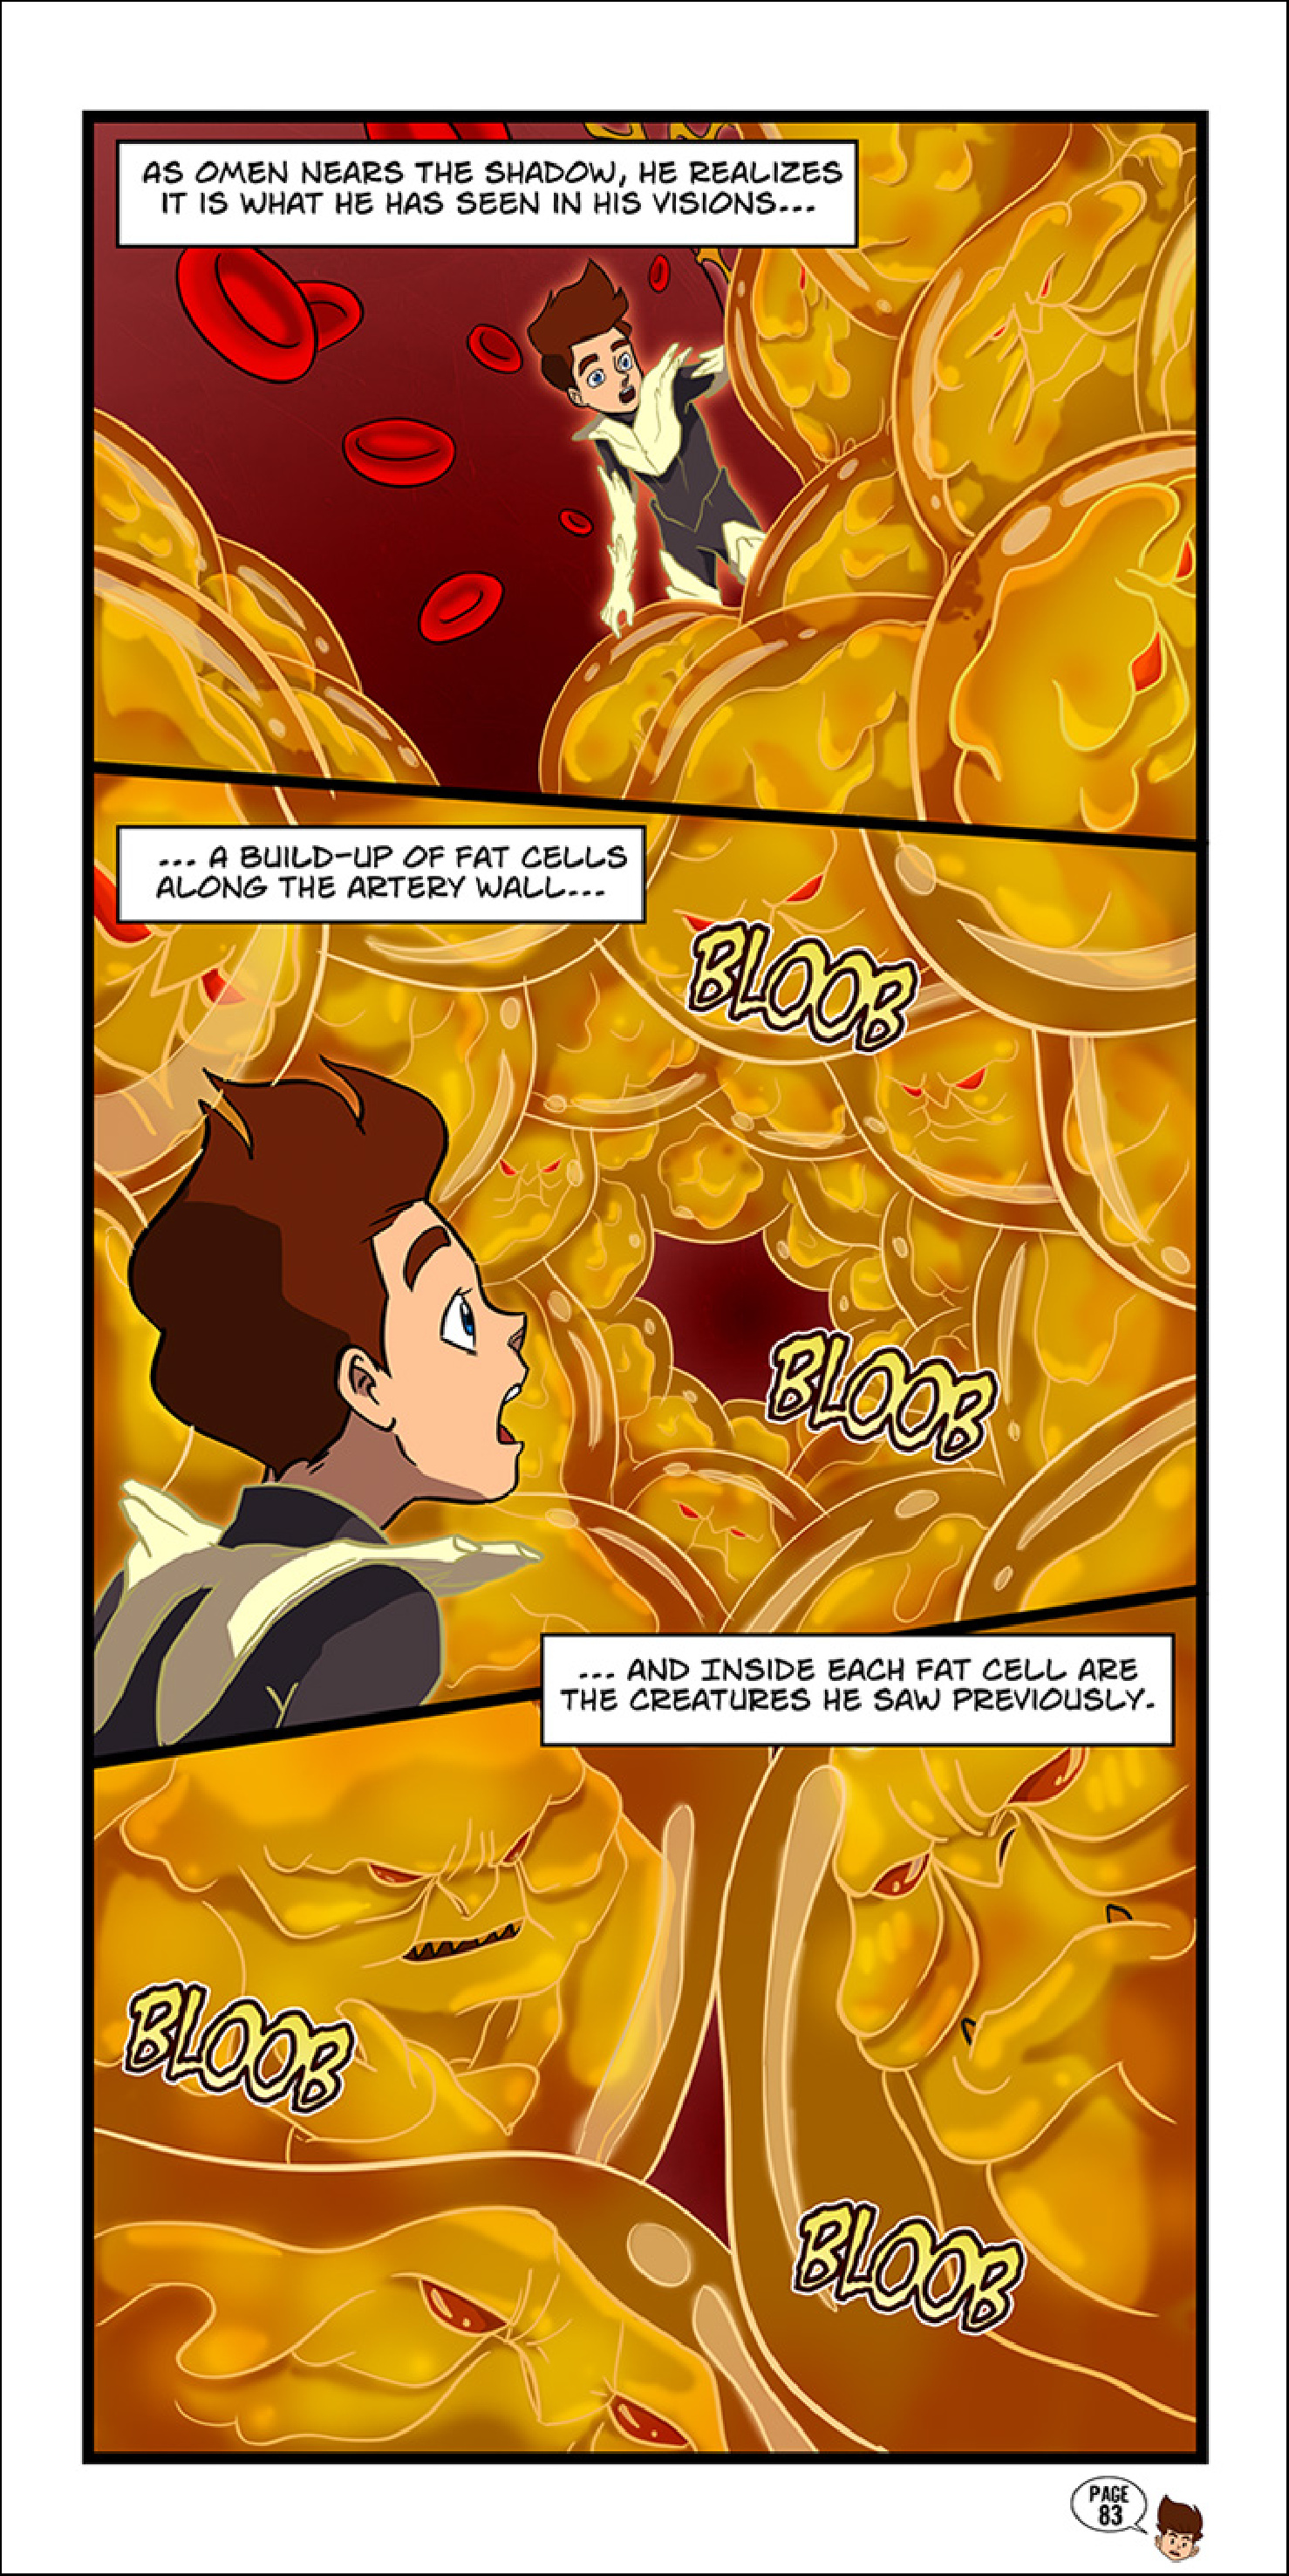 AS OMEN NEARS THE SHADOW, HE REALIZES
IT IS WHAT HE HAS SEEN IN HIS VISIONS...
... A BUILD-UP OF FAT CELLS
ALONG THE ARTERY WALL...
BLOOB
BLOOB
... AND INSIDE EACH FAT CELL ARE
THE CREATURES HE SAW PREVIOUSLY.
BLOOB
BLOOB
PAGE
83